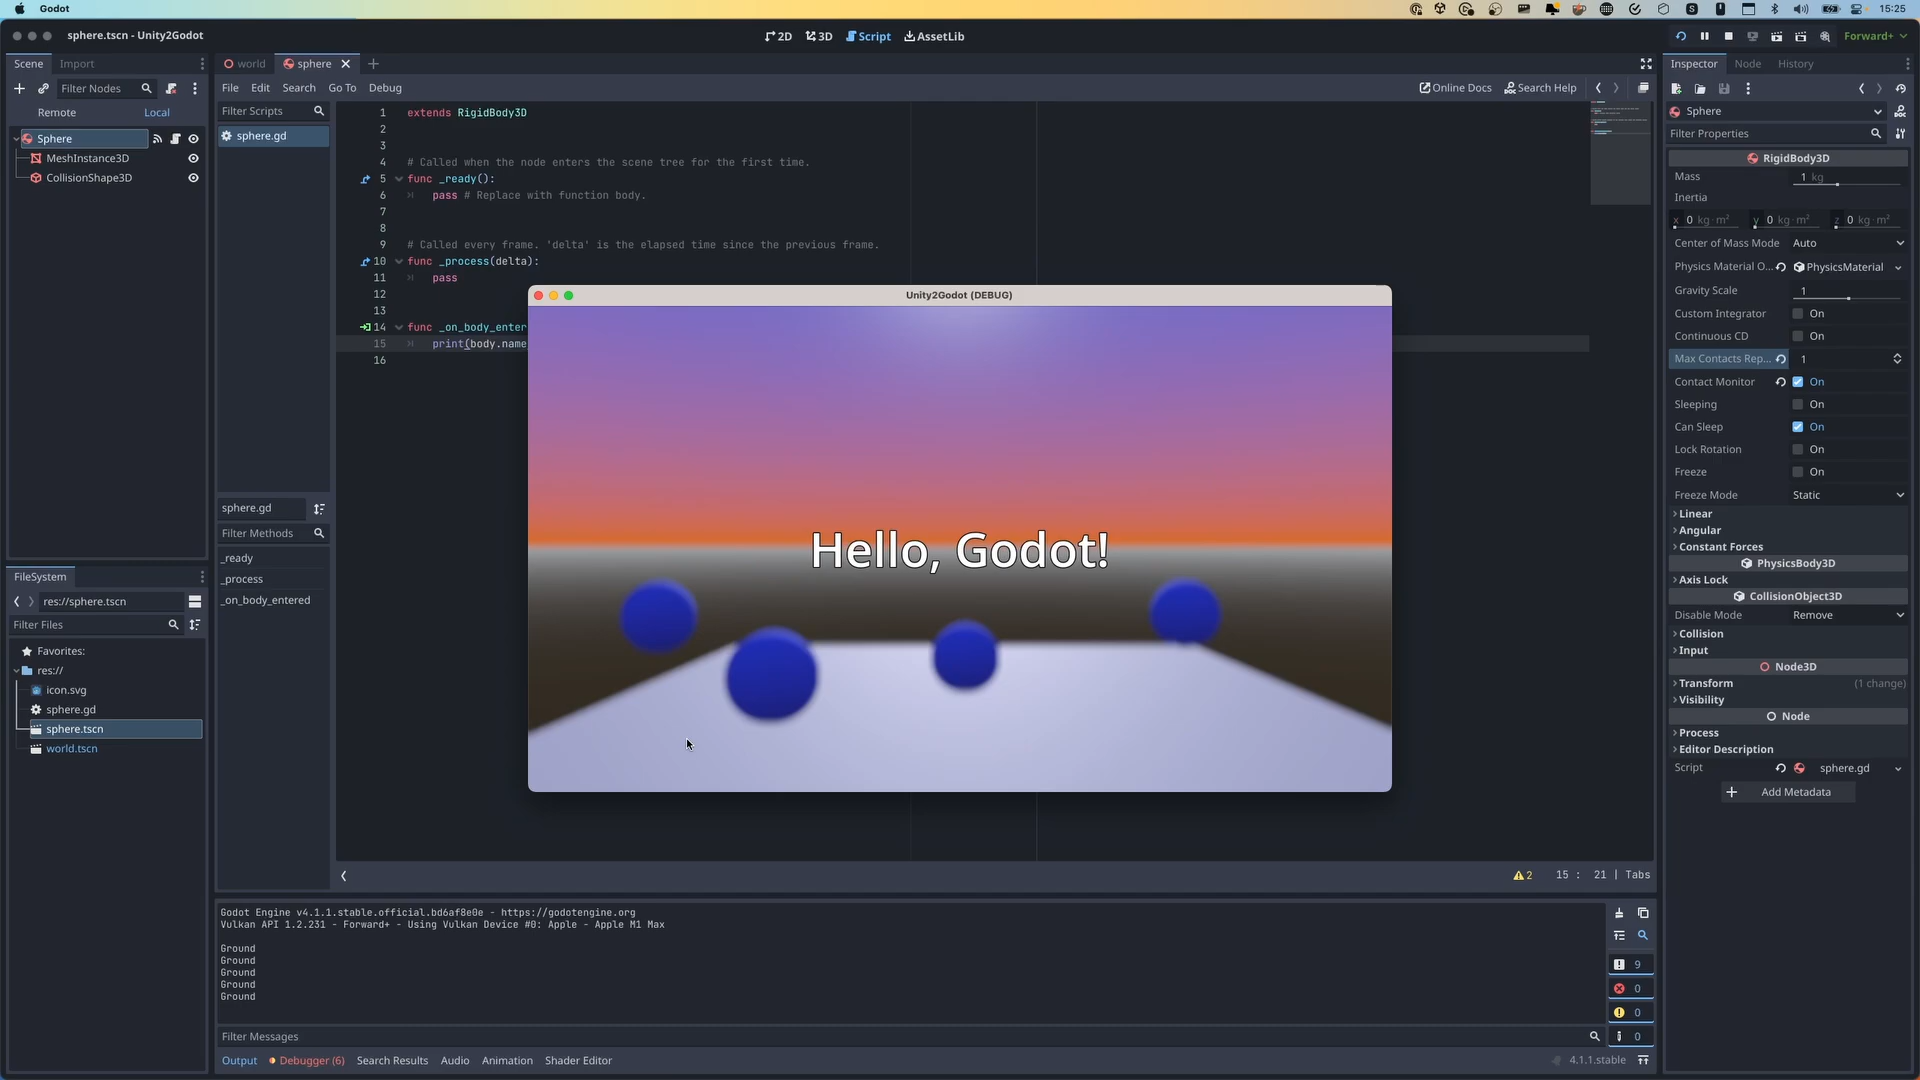 Godot
15:25
sphere.tscn - Unity2Godot
2D
3D
Script
AssetLib
Forward+
Scene
Import
Filter Nodes
Remote
Local
Sphere
MeshInstance3D
CollisionShape3D
FileSystem
res://sphere.tscn
Filter Files
Favorites:
res://
icon.svg
sphere.gd
sphere.tscn
world.tscn
world
sphere
File Edit Search Go To Debug
Online Docs
Search Help
Filter Scripts
sphere.gd
sphere.gd
Filter Methods
_ready
_process
_on_body_entered
1 extends RigidBody3D
2
3
4 # Called when the node enters the scene tree for the first time.
5 func _ready():
6 pass # Replace with function body.
7
8
9 # Called every frame. 'delta' is the elapsed time since the previous frame.
10 func _process(delta):
11 pass
12
13
14 func _on_body_enter
15 print(body.name
16
Unity2Godot (DEBUG)
Hello, Godot!
2
15 : 21 | Tabs
Godot Engine v4.1.1.stable.official.bd6af8e0e - https://godotengine.org
Vulkan API 1.2.231 - Forward+ - Using Vulkan Device #0: Apple - Apple M1 Max
Ground
Ground
Ground
Ground
Ground
9
0
0
0
Filter Messages
Output
Debugger (6)
Search Results
Audio
Animation
Shader Editor
4.1.1.stable
Inspector
Node
History
Sphere
Filter Properties
RigidBody3D
Mass 1 kg
Inertia
x 0 kg·m² y 0 kg·m² z 0 kg·m²
Center of Mass Mode Auto
Physics Material O... PhysicsMaterial
Gravity Scale 1
Custom Integrator On
Continuous CD On
Max Contacts Rep... 1
Contact Monitor On
Sleeping On
Can Sleep On
Lock Rotation On
Freeze On
Freeze Mode Static
Linear
Angular
Constant Forces
PhysicsBody3D
Axis Lock
CollisionObject3D
Disable Mode Remove
Collision
Input
Node3D
Transform (1 change)
Visibility
Node
Process
Editor Description
Script sphere.gd
Add Metadata